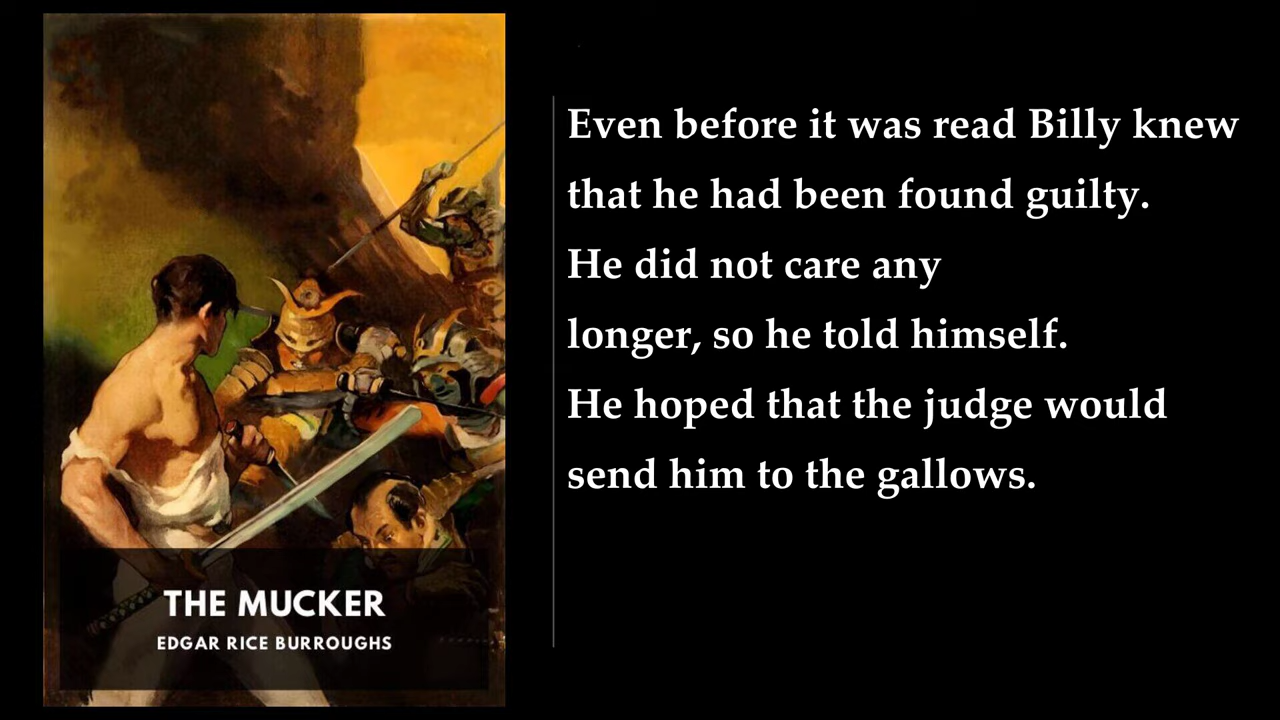 THE MUCKER
EDGAR RICE BURROUGHS
Even before it was read Billy knew
that he had been found guilty.
He did not care any
longer, so he told himself.
He hoped that the judge would
send him to the gallows.